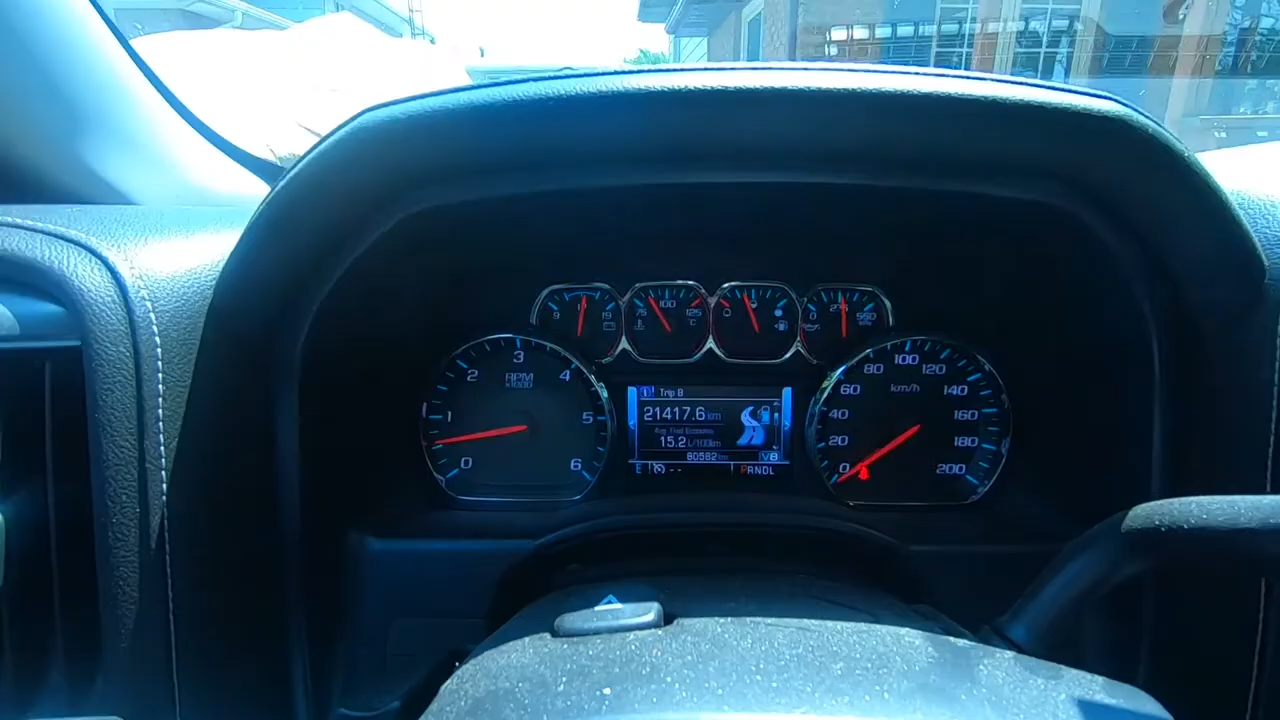 9 19
75 100 125
°C
0 275 550
0 1 2 3 4 5 6
RPM
x1000
Trip B
21417.6 km
Avg. Fuel Economy
15.2 L/100km
80582 km
V8
E -- PRNDL
0 20 40 60 80 100 120 140 160 180 200
km/h